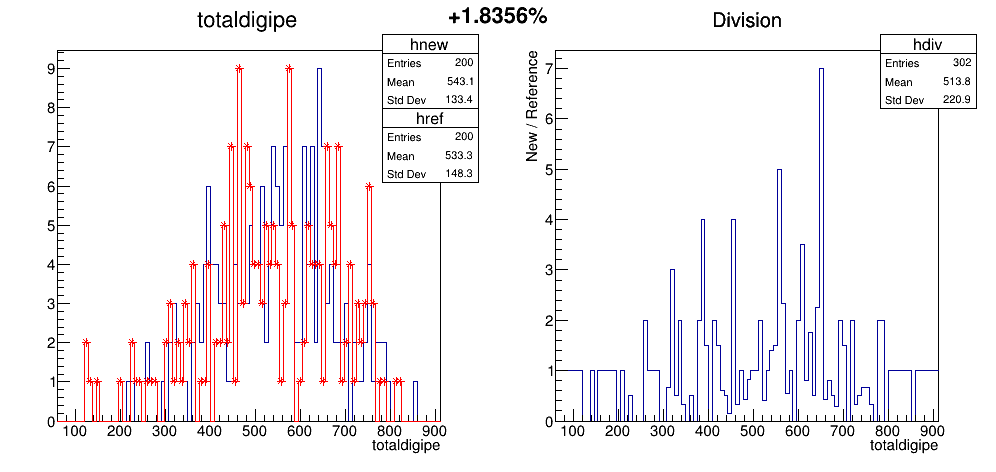 +1.8356%
totaldigipe
hnew
Entries 200
Mean 543.1
Std Dev 133.4
href
Entries 200
Mean 533.3
Std Dev 148.3
9
8
7
6
5
4
3
2
1
0
100 200 300 400 500 600 700 800 900
totaldigipe
Division
hdiv
Entries 302
Mean 513.8
Std Dev 220.9
New / Reference
7
6
5
4
3
2
1
0
100 200 300 400 500 600 700 800 900
totaldigipe